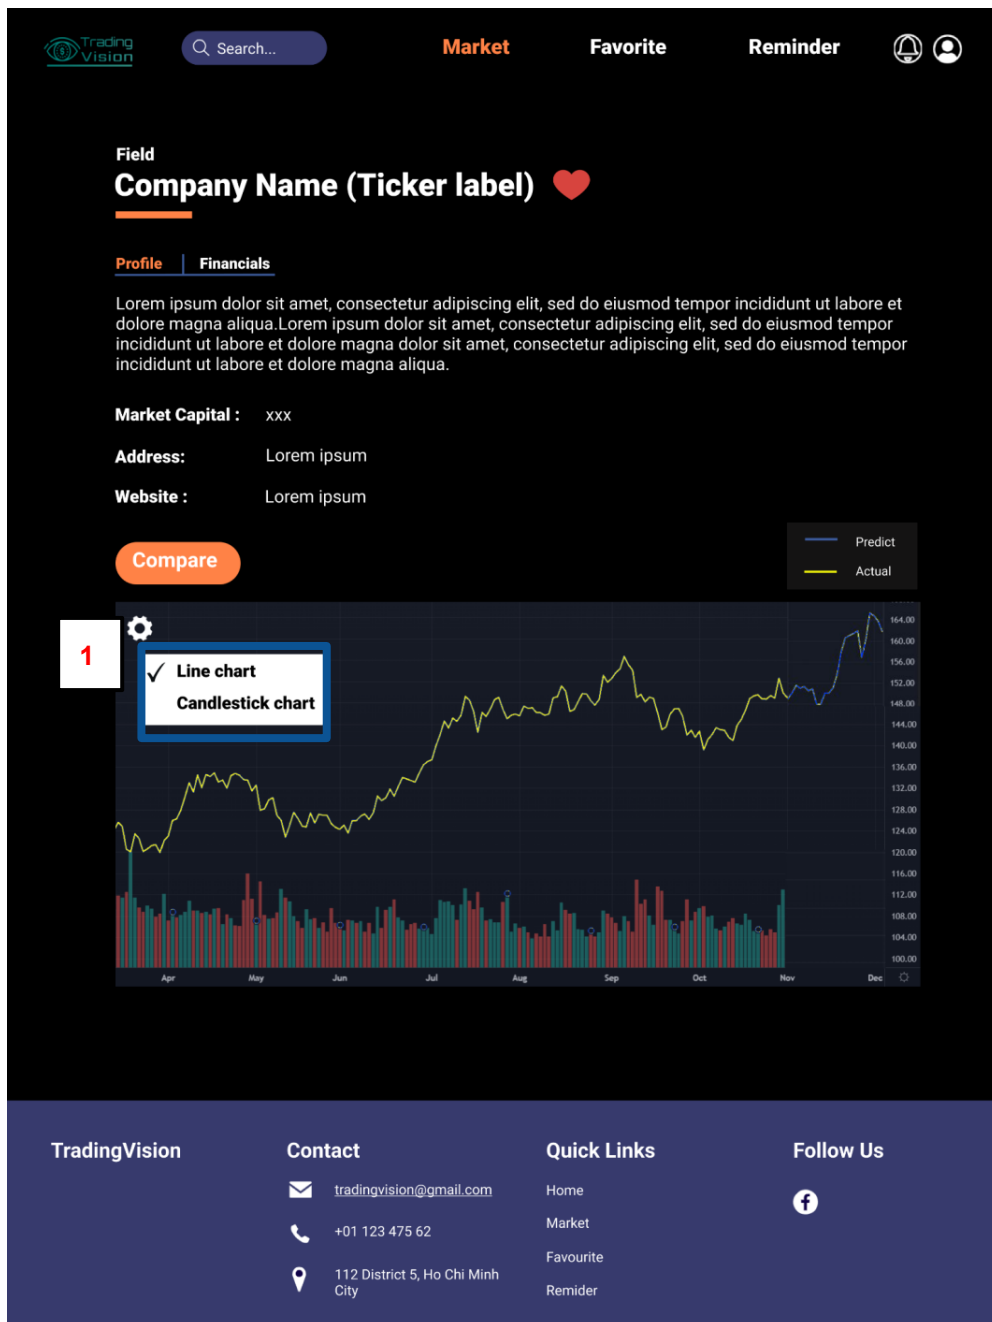 Trading
Vision
Search...
Market
Favorite
Reminder
Field
Company Name (Ticker label)
Profile
Financials
Lorem ipsum dolor sit amet, consectetur adipiscing elit, sed do eiusmod tempor incididunt ut labore et
dolore magna aliqua.Lorem ipsum dolor sit amet, consectetur adipiscing elit, sed do eiusmod tempor
incididunt ut labore et dolore magna dolor sit amet, consectetur adipiscing elit, sed do eiusmod tempor
incididunt ut labore et dolore magna aliqua.
Market Capital : xxx
Address: Lorem ipsum
Website : Lorem ipsum
Compare
Predict
Actual
1
Line chart
Candlestick chart
164.00
160.00
156.00
152.00
148.00
144.00
140.00
136.00
132.00
128.00
124.00
120.00
116.00
112.00
108.00
104.00
100.00
Apr May Jun Jul Aug Sep Oct Nov Dec
TradingVision
Contact
tradingvision@gmail.com
+01 123 475 62
112 District 5, Ho Chi Minh
City
Quick Links
Home
Market
Favourite
Remider
Follow Us